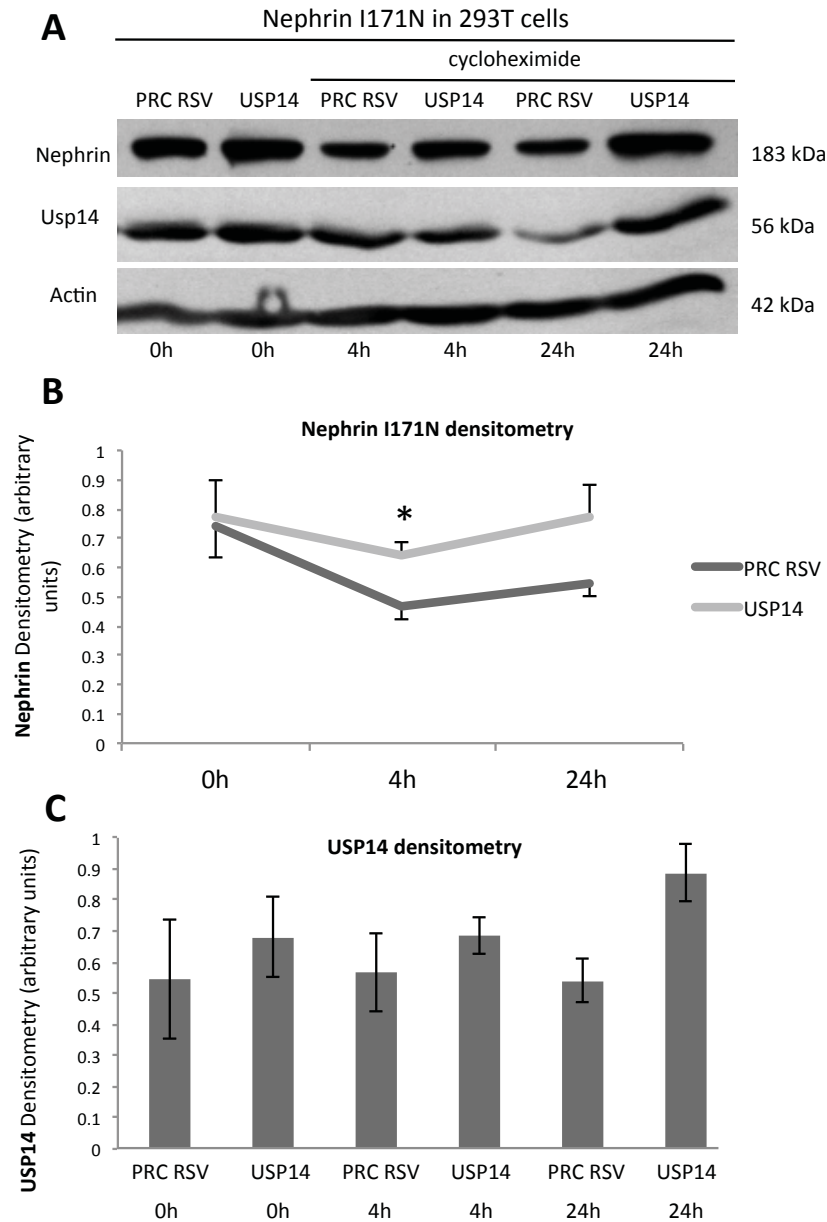 A
Nephrin I171N in 293T cells
cycloheximide
PRC RSV USP14 PRC RSV USP14 PRC RSV USP14
Nephrin 183 kDa
Usp14 56 kDa
Actin 42 kDa
0h 0h 4h 4h 24h 24h
B
Nephrin I171N densitometry
Nephrin Densitometry (arbitrary
units)
1
0.9
0.8
*
0.7
0.6
0.5
0.4
0.3
0.2
0.1
0
0h 4h 24h
PRC RSV
USP14
C
USP14 densitometry
USP14 Densitometry (arbitrary units)
1
0.9
0.8
0.7
0.6
0.5
0.4
0.3
0.2
0.1
0
PRC RSV USP14 PRC RSV USP14 PRC RSV USP14
0h 0h 4h 4h 24h 24h